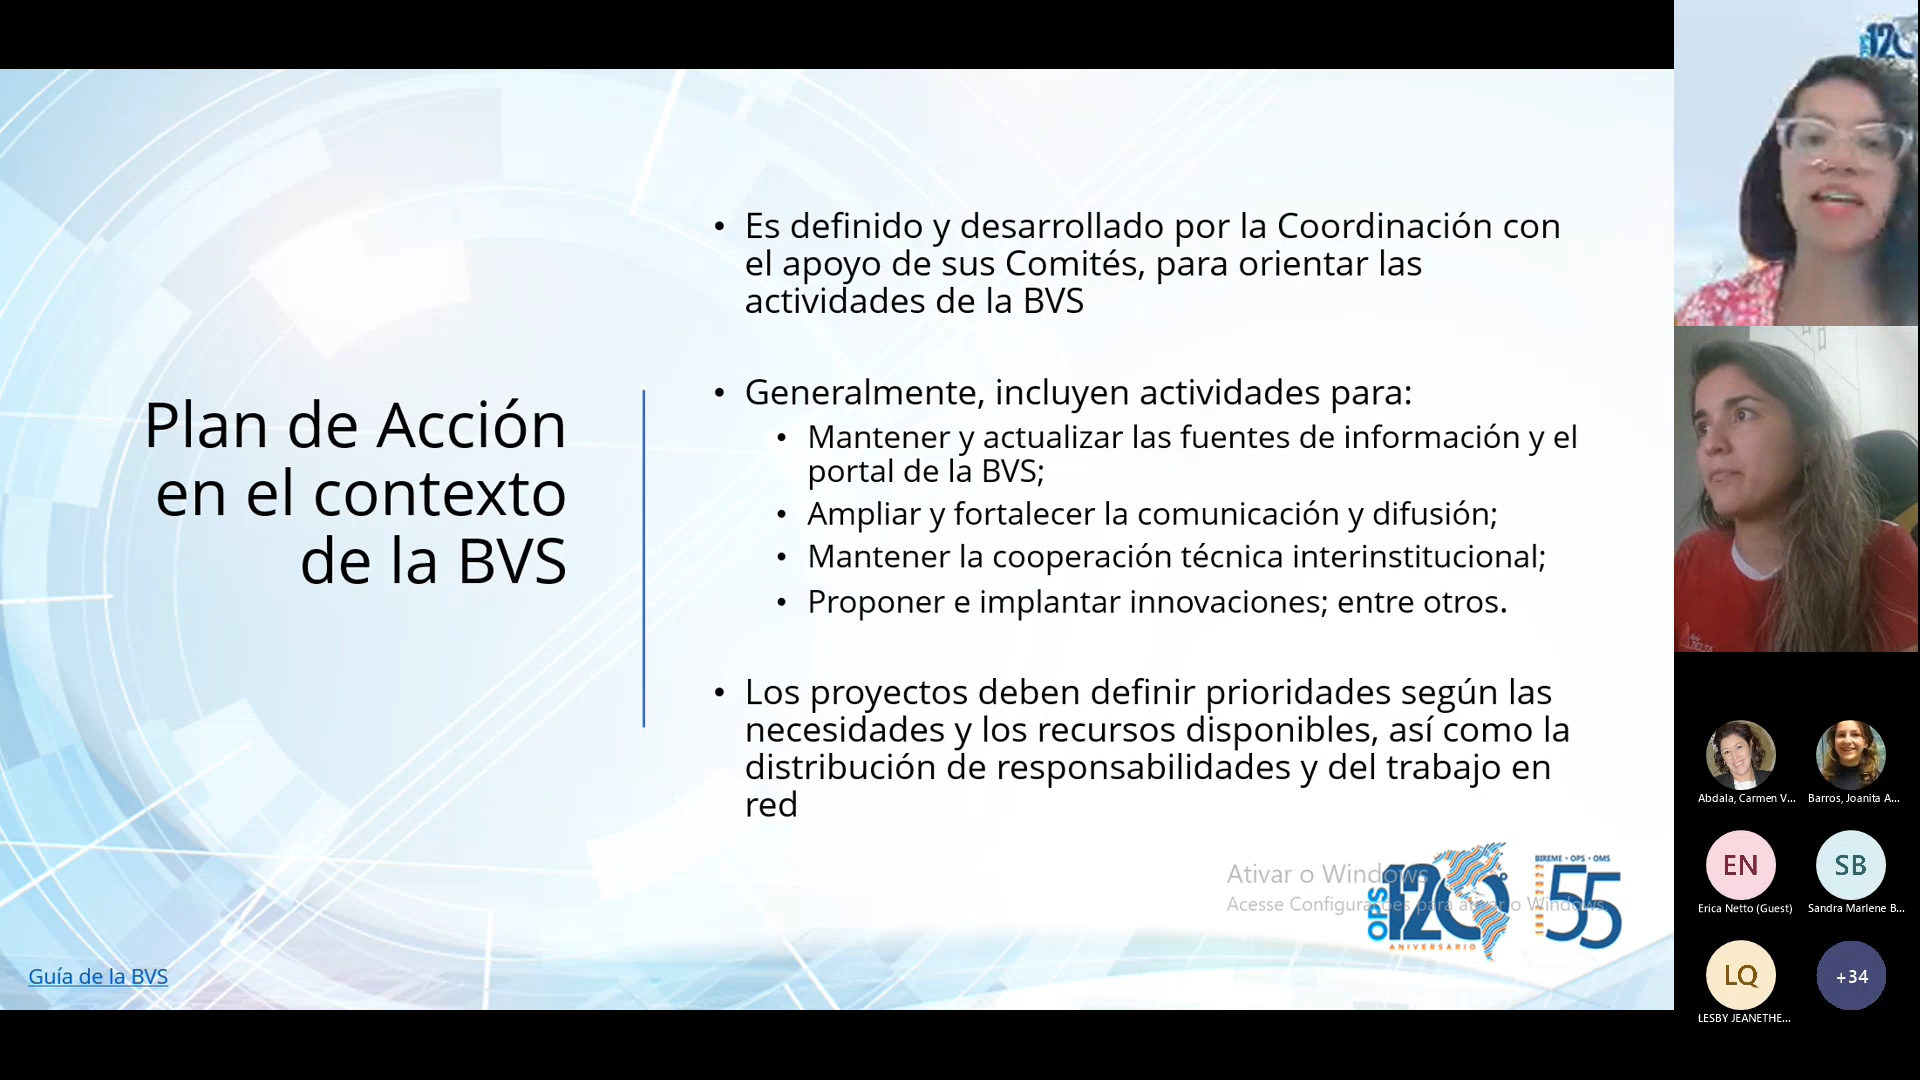 Plan de Acción
en el contexto
de la BVS
• Es definido y desarrollado por la Coordinación con
el apoyo de sus Comités, para orientar las
actividades de la BVS
• Generalmente, incluyen actividades para:
• Mantener y actualizar las fuentes de información y el
portal de la BVS;
• Ampliar y fortalecer la comunicación y difusión;
• Mantener la cooperación técnica interinstitucional;
• Proponer e implantar innovaciones; entre otros.
• Los proyectos deben definir prioridades según las
necesidades y los recursos disponibles, así como la
distribución de responsabilidades y del trabajo en
red
Ativar o Windows
Acesse Configurações para ativar o Windows.
OPS 120
ANIVERSARIO
BIREME • OPS • OMS
55
Guía de la BVS
120
Abdala, Carmen V...
Barros, Joanita A...
EN
SB
Erica Netto (Guest)
Sandra Marlene B...
LQ
+34
LESBY JEANETHE...